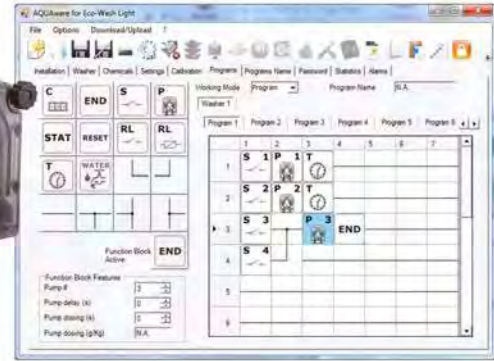 AQUAware for Eco-Wash Light
File Options Download/Upload ?
Installation Washer Chemicals Settings Calibration Programs Programs Name Password Statistics Alarms
C END S P
Working Mode Program Program Name N.A.
Washer 1
STAT RESET RL RL
Program 1 Program 2 Program 3 Program 4 Program 5 Program 6
T WATER
1 2 3 4 5 6 7
1 S 1 P 1 T
2 S 2 P 2 T
3 S 3 P 3 END
4 S 4
5
6
Function Block Active END
Function Block Features
Pump # 3
Pump delay (s) 0
Pump dosing (s) 0
Pump dosing (g/Kg) N.A.